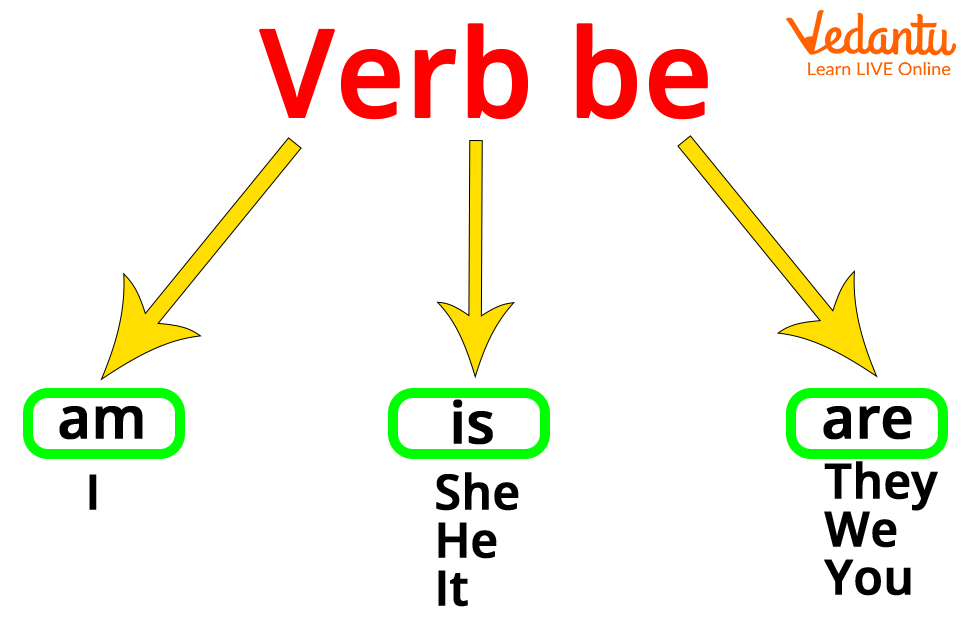 Verb be
Vedantu
Learn LIVE Online
am
I
is
She
He
It
are
They
We
You